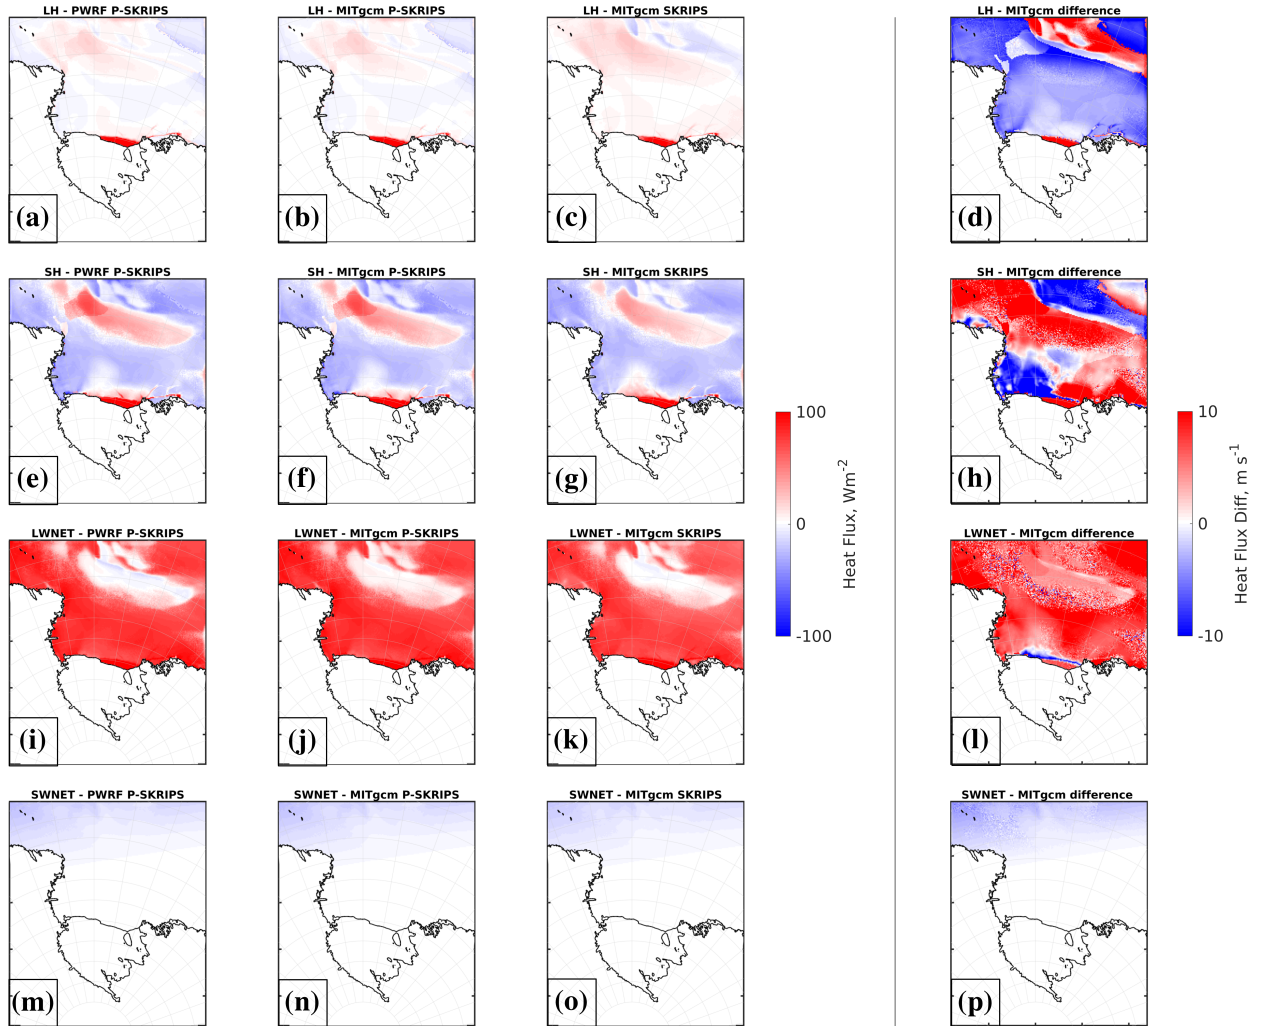 LH - PWRF P-SKRIPS
LH - MITgcm P-SKRIPS
LH - MITgcm SKRIPS
LH - MITgcm difference
(a)
(b)
(c)
(d)
SH - PWRF P-SKRIPS
SH - MITgcm P-SKRIPS
SH - MITgcm SKRIPS
SH - MITgcm difference
(e)
(f)
(g)
(h)
100
0
-100
Heat Flux, Wm-2
10
0
-10
Heat Flux Diff, m s-1
LWNET - PWRF P-SKRIPS
LWNET - MITgcm P-SKRIPS
LWNET - MITgcm SKRIPS
LWNET - MITgcm difference
(i)
(j)
(k)
(l)
SWNET - PWRF P-SKRIPS
SWNET - MITgcm P-SKRIPS
SWNET - MITgcm SKRIPS
SWNET - MITgcm difference
(m)
(n)
(o)
(p)